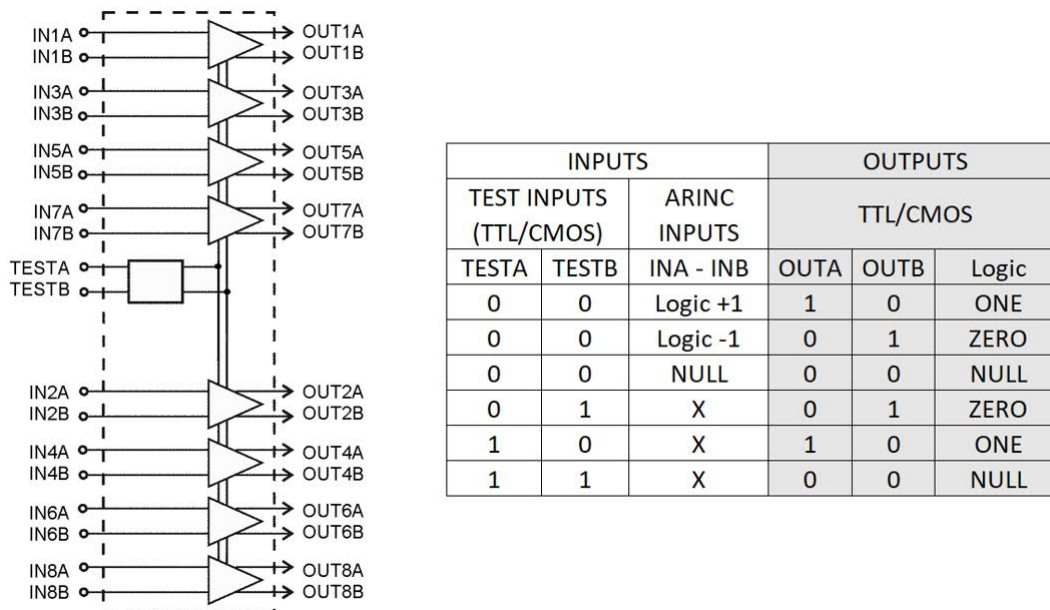 IN1A OUT1A
IN1B OUT1B
IN3A OUT3A
IN3B OUT3B
IN5A OUT5A
IN5B OUT5B
IN7A OUT7A
IN7B OUT7B
TESTA
TESTB
IN2A OUT2A
IN2B OUT2B
IN4A OUT4A
IN4B OUT4B
IN6A OUT6A
IN6B OUT6B
IN8A OUT8A
IN8B OUT8B
INPUTS OUTPUTS
TEST INPUTS
(TTL/CMOS)
ARINC
INPUTS
TTL/CMOS
TESTA TESTB INA - INB OUTA OUTB Logic
0 0 Logic +1 1 0 ONE
0 0 Logic -1 0 1 ZERO
0 0 NULL 0 0 NULL
0 1 X 0 1 ZERO
1 0 X 1 0 ONE
1 1 X 0 0 NULL